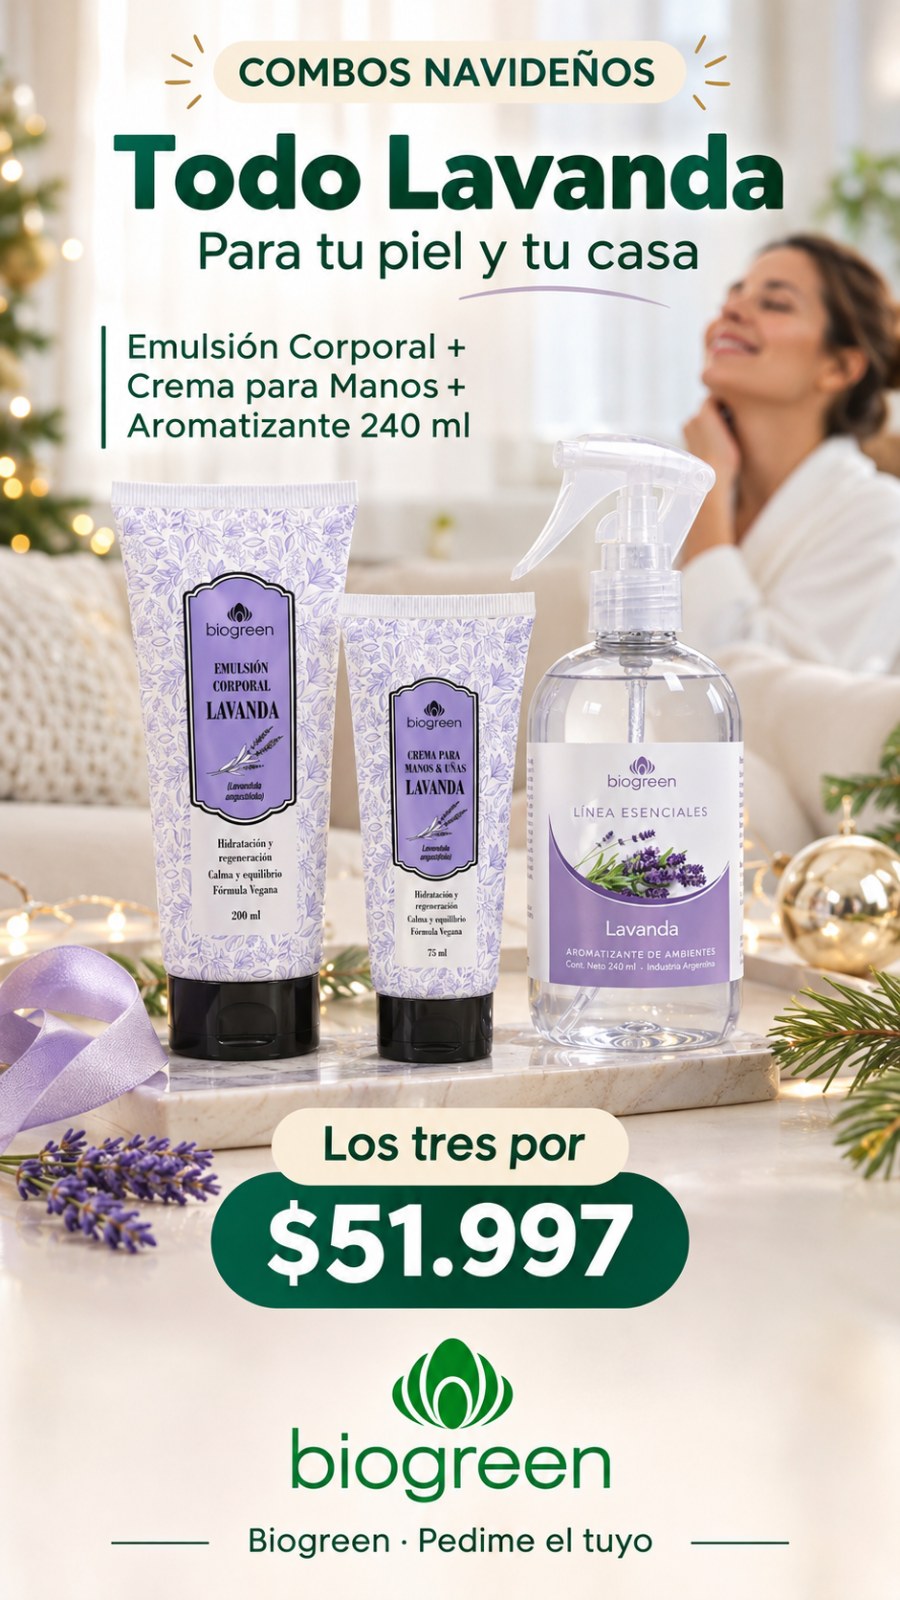 COMBOS NAVIDEÑOS
Todo Lavanda
Para tu piel y tu casa
Emulsión Corporal +
Crema para Manos +
Aromatizante 240 ml
biogreen
EMULSIÓN
CORPORAL
LAVANDA
(Lavandula
angustifolia)
Hidratación y
regeneración
Calma y equilibrio
Fórmula Vegana
200 ml
biogreen
CREMA PARA
MANOS & UÑAS
LAVANDA
(Lavandula
angustifolia)
Hidratación y
regeneración
Calma y equilibrio
Fórmula Vegana
75 ml
biogreen
LÍNEA ESENCIALES
Lavanda
AROMATIZANTE DE AMBIENTES
Cont. Neto 240 ml · Industria Argentina
Los tres por
$51.997
biogreen
Biogreen · Pedime el tuyo